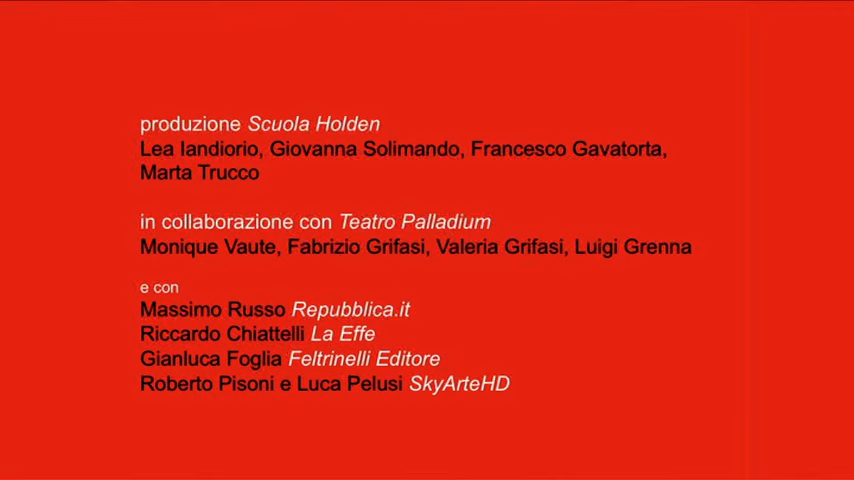 produzione Scuola Holden
Lea Iandiorio, Giovanna Solimando, Francesco Gavatorta,
Marta Trucco
in collaborazione con Teatro Palladium
Monique Vaute, Fabrizio Grifasi, Valeria Grifasi, Luigi Grenna
e con
Massimo Russo Repubblica.it
Riccardo Chiattelli La Effe
Gianluca Foglia Feltrinelli Editore
Roberto Pisoni e Luca Pelusi SkyArteHD